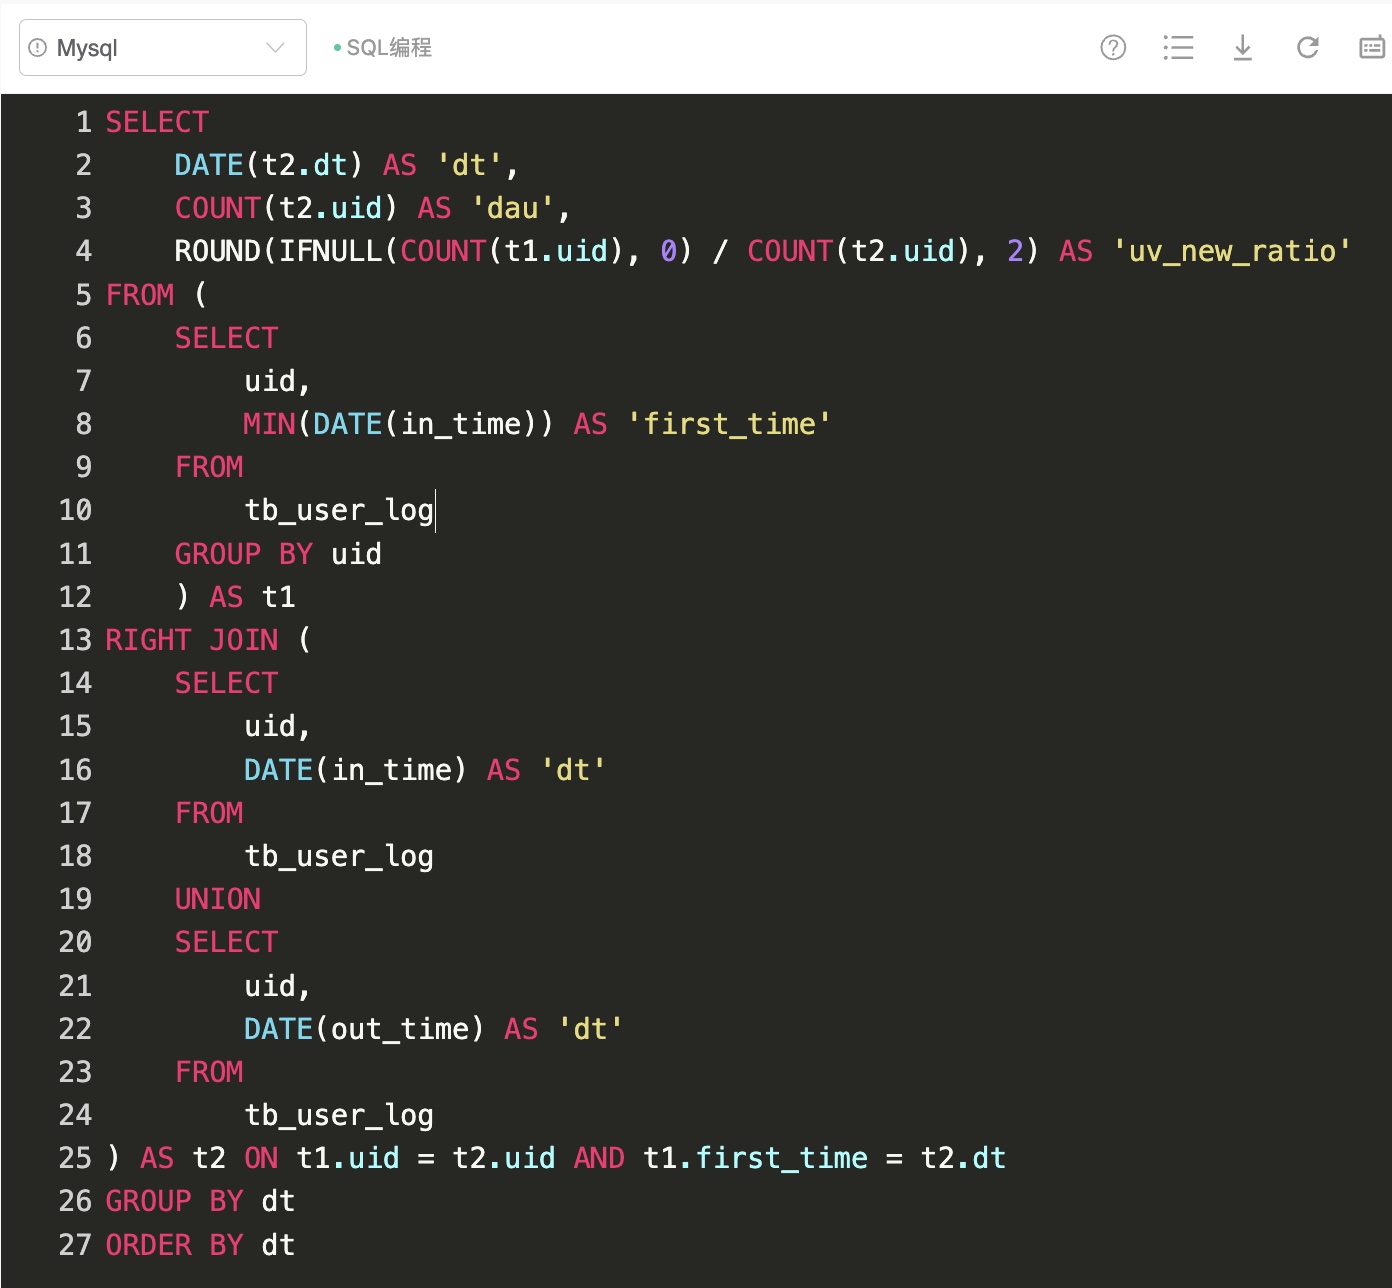 Mysql
SQL编程
1 SELECT
2 DATE(t2.dt) AS 'dt',
3 COUNT(t2.uid) AS 'dau',
4 ROUND(IFNULL(COUNT(t1.uid), 0) / COUNT(t2.uid), 2) AS 'uv_new_ratio'
5 FROM (
6 SELECT
7 uid,
8 MIN(DATE(in_time)) AS 'first_time'
9 FROM
10 tb_user_log
11 GROUP BY uid
12 ) AS t1
13 RIGHT JOIN (
14 SELECT
15 uid,
16 DATE(in_time) AS 'dt'
17 FROM
18 tb_user_log
19 UNION
20 SELECT
21 uid,
22 DATE(out_time) AS 'dt'
23 FROM
24 tb_user_log
25 ) AS t2 ON t1.uid = t2.uid AND t1.first_time = t2.dt
26 GROUP BY dt
27 ORDER BY dt